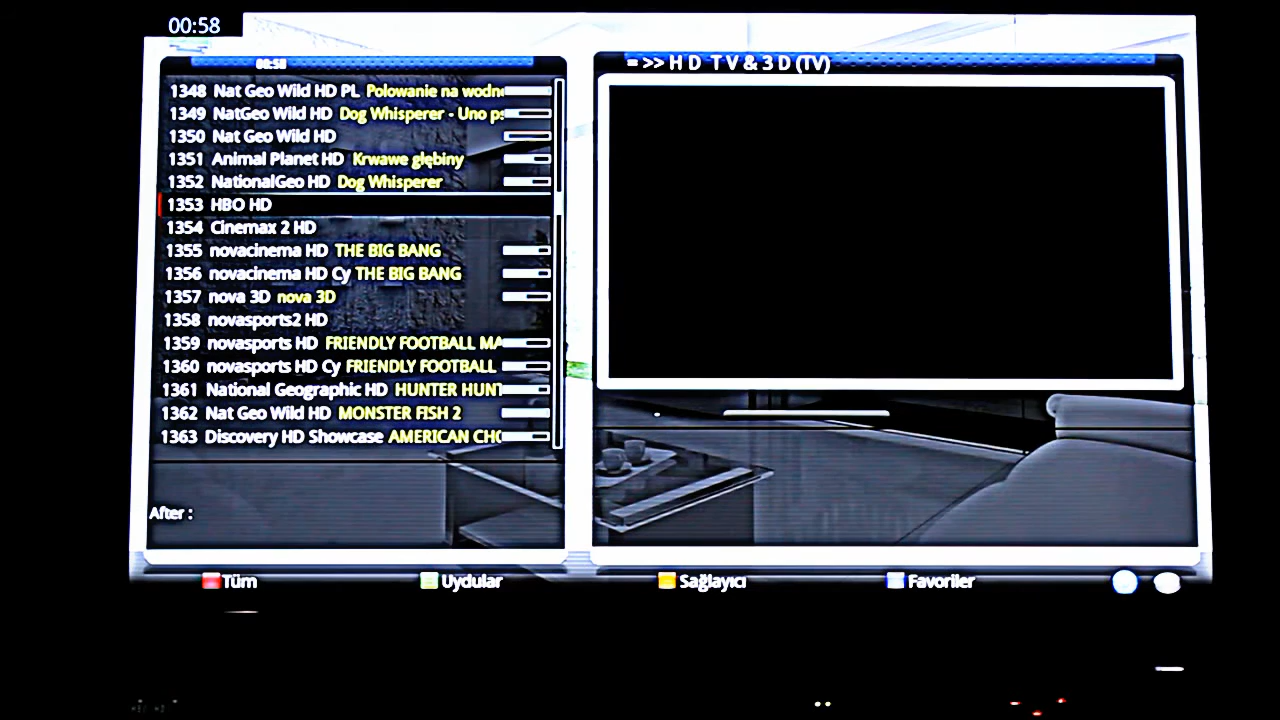 00:58
00:58
=>> HD TV & 3D (TV)
1348 Nat Geo Wild HD PL Polowanie na wodn
1349 NatGeo Wild HD Dog Whisperer - Uno ps
1350 Nat Geo Wild HD
1351 Animal Planet HD Krwawe głębiny
1352 NationalGeo HD Dog Whisperer
1353 HBO HD
1354 Cinemax 2 HD
1355 novacinema HD THE BIG BANG
1356 novacinema HD Cy THE BIG BANG
1357 nova 3D nova 3D
1358 novasports2 HD
1359 novasports HD FRIENDLY FOOTBALL MA
1360 novasports HD Cy FRIENDLY FOOTBALL
1361 National Geographic HD HUNTER HUNT
1362 Nat Geo Wild HD MONSTER FISH 2
1363 Discovery HD Showcase AMERICAN CHO
After :
Tüm Uydular Sağlayıcı Favoriler